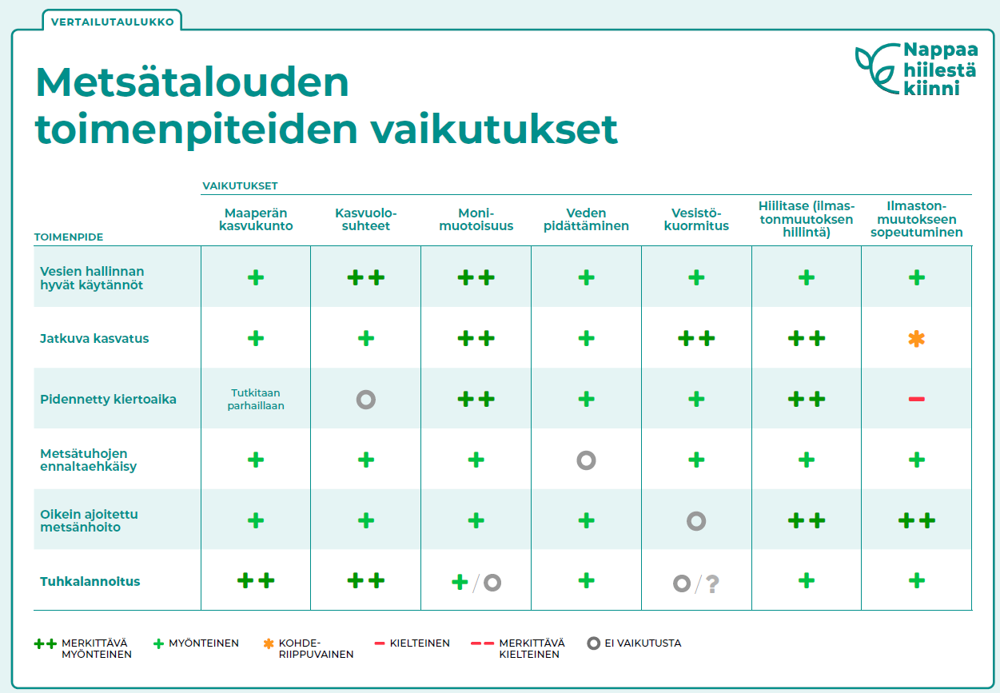 VERTAILUTAULUKKO
Nappaa
hiilestä
kiinni
Metsätalouden
toimenpiteiden vaikutukset
VAIKUTUKSET
TOIMENPIDE
Maaperän
kasvukunto
Kasvuolo-
suhteet
Moni-
muotoisuus
Veden
pidättäminen
Vesistö-
kuormitus
Hiilitase (ilmas-
tonmuutoksen
hillintä)
Ilmaston-
muutokseen
sopeutuminen
Vesien hallinnan
hyvät käytännöt
+ ++ ++ + + + +
Jatkuva kasvatus
+ + ++ + ++ ++ *
Pidennetty kiertoaika
Tutkitaan
parhaillaan
O ++ + + ++ –
Metsätuhojen
ennaltaehkäisy
+ + + O + + +
Oikein ajoitettu
metsänhoito
+ + + + O ++ ++
Tuhkalannoitus
++ ++ +/O + O/? + +
++ MERKITTÄVÄ
MYÖNTEINEN
+ MYÖNTEINEN
* KOHDE-
RIIPPUVAINEN
– KIELTEINEN
–– MERKITTÄVÄ
KIELTEINEN
O EI VAIKUTUSTA